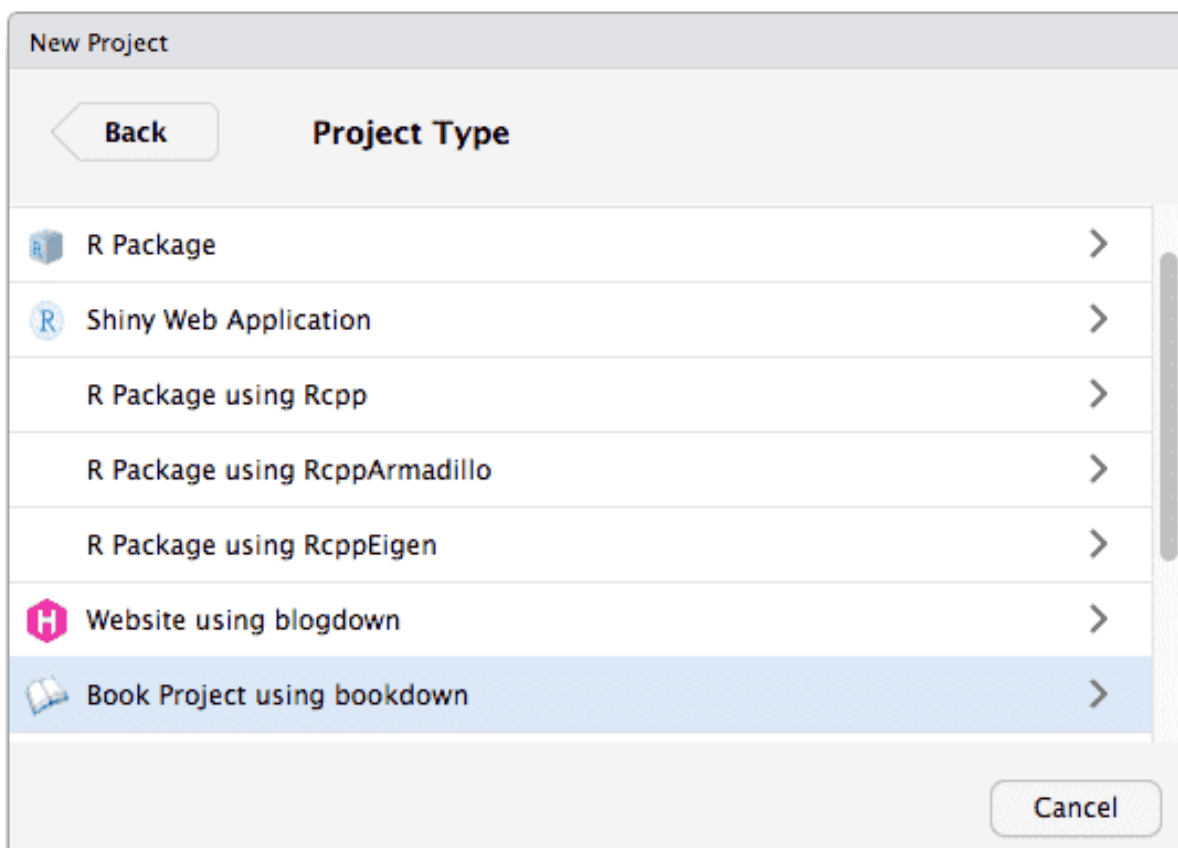 New Project
Back
Project Type
R Package
R Shiny Web Application
R Package using Rcpp
R Package using RcppArmadillo
R Package using RcppEigen
H Website using blogdown
Book Project using bookdown
Cancel